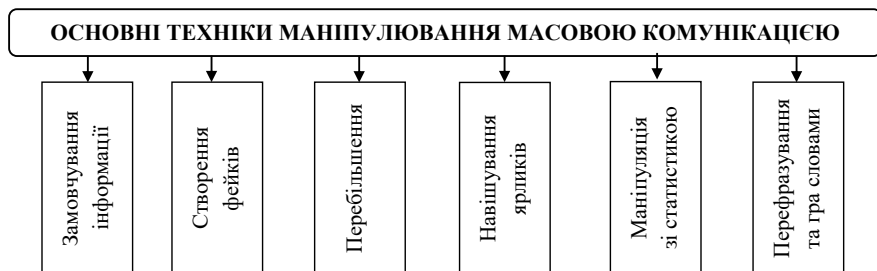 ОСНОВНІ ТЕХНІКИ МАНІПУЛЮВАННЯ МАСОВОЮ КОМУНІКАЦІЄЮ
Замовчування
інформації
Створення
фейків
Перебільшення
Навішування
ярликів
Маніпуляція
зі статистикою
Перефразування
та гра словами